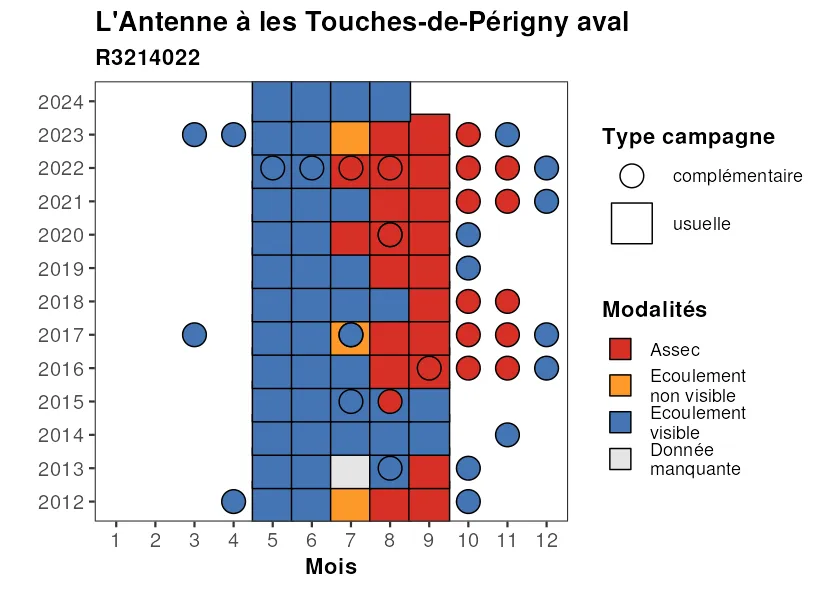 L'Antenne à les Touches-de-Périgny aval
R3214022
2024
2023
2022
2021
2020
2019
2018
2017
2016
2015
2014
2013
2012
1 2 3 4 5 6 7 8 9 10 11 12
Mois
Type campagne
complémentaire
usuelle
Modalités
Assec
Ecoulement
non visible
Ecoulement
visible
Donnée
manquante